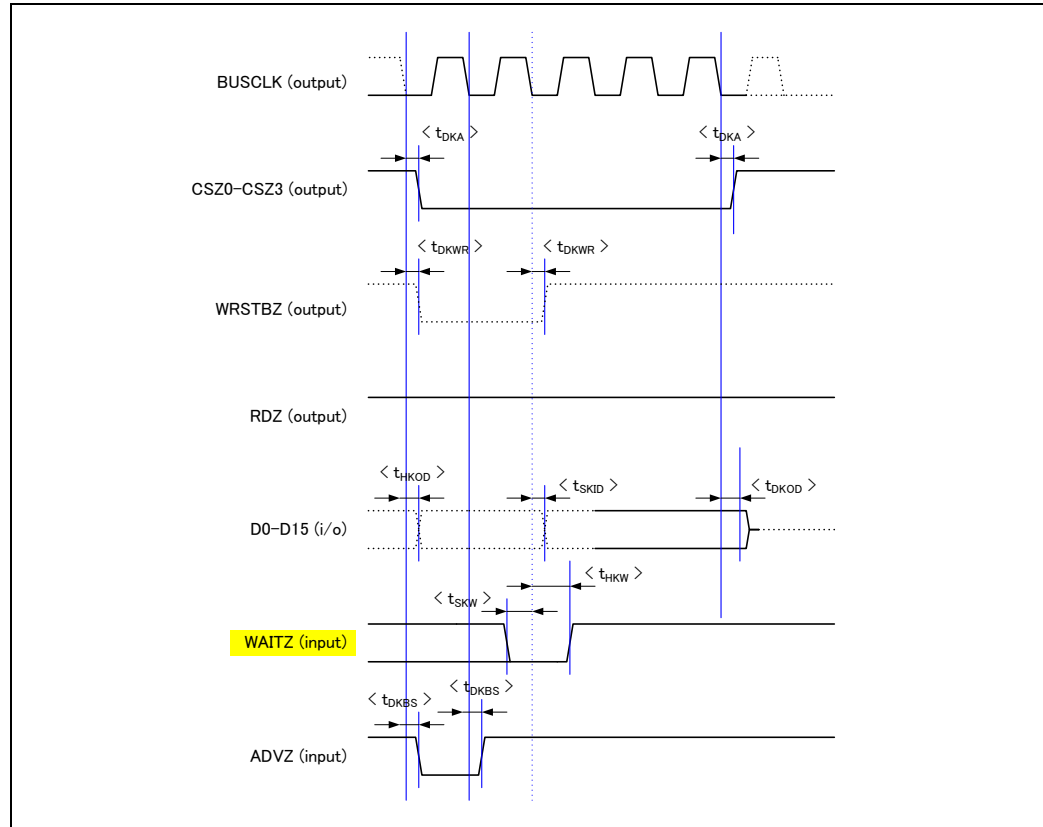 BUSCLK (output)
< tDKA > < tDKA >
CSZ0-CSZ3 (output)
< tDKWR > < tDKWR >
WRSTBZ (output)
RDZ (output)
< tHKOD > < tSKID > < tDKOD >
D0-D15 (i/o)
< tHKW >
< tSKW >
WAITZ (input)
< tDKBS > < tDKBS >
ADVZ (input)